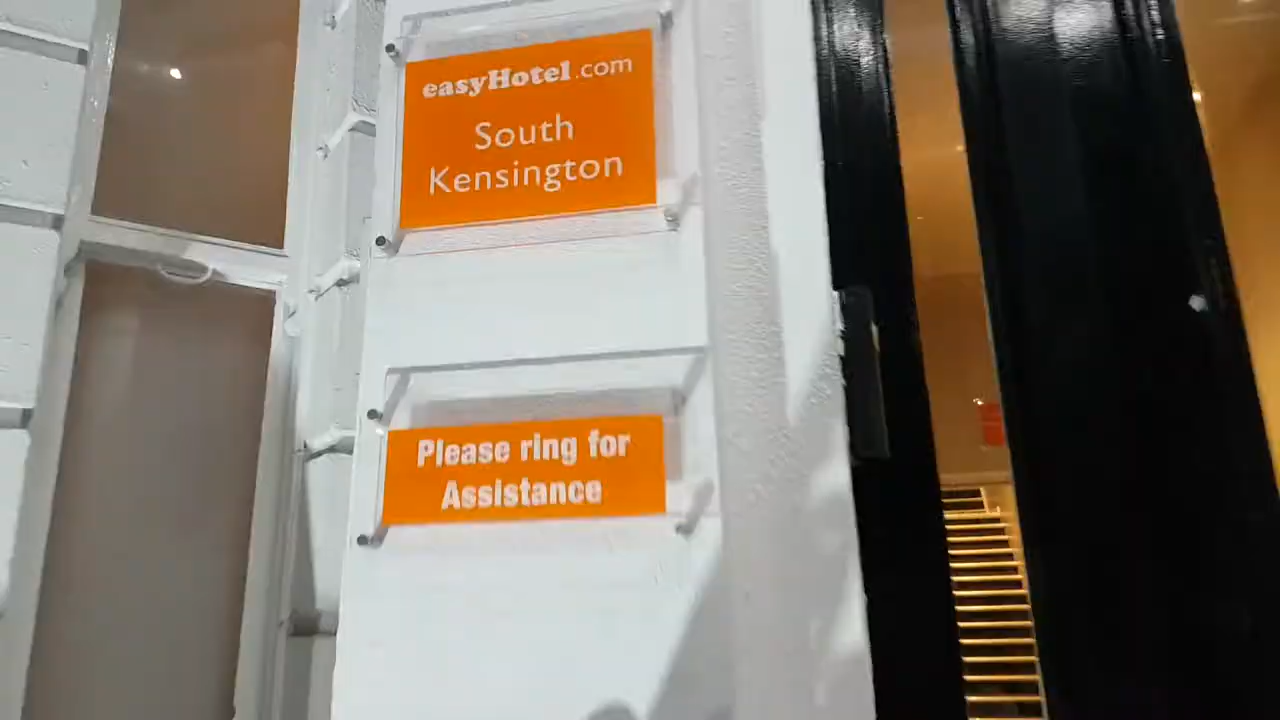 easyHotel.com
South
Kensington
Please ring for
Assistance